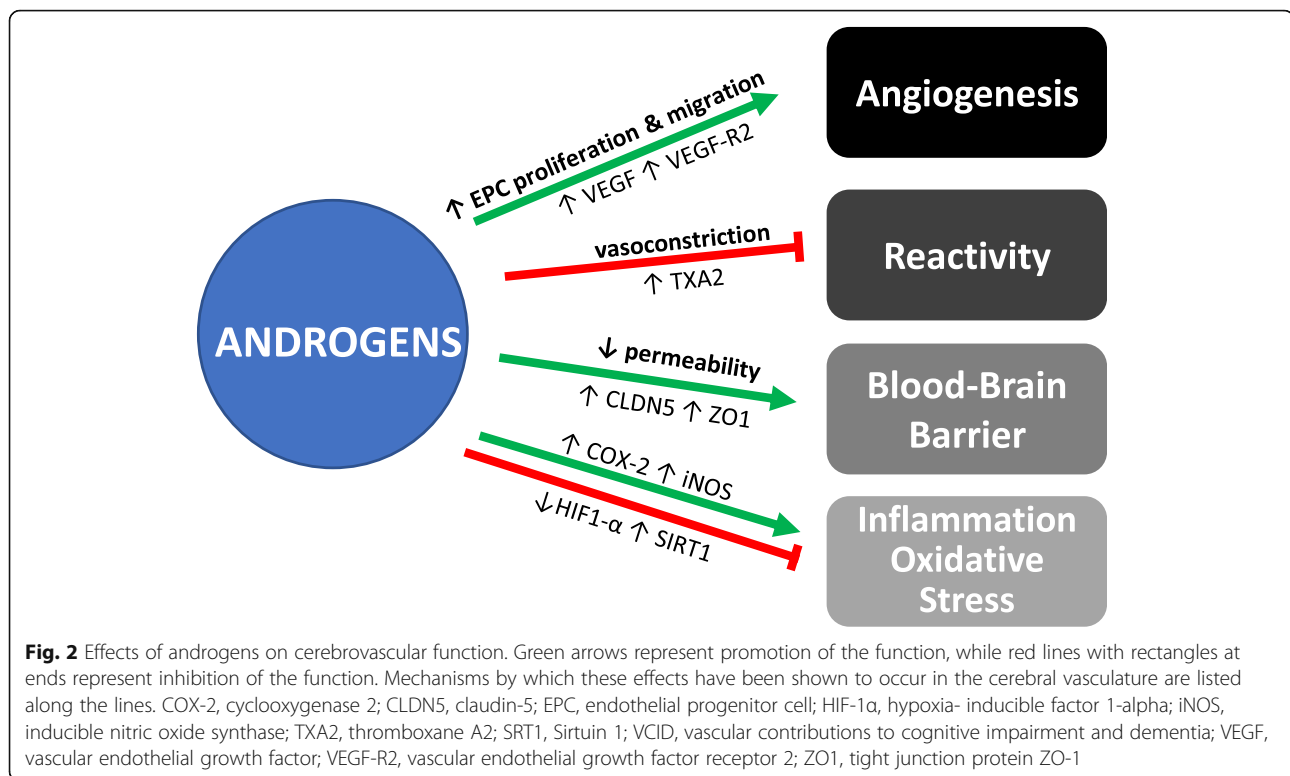 ↑ EPC proliferation & migration
↑ VEGF ↑ VEGF-R2
Angiogenesis
vasoconstriction
↑ TXA2
Reactivity
ANDROGENS
↓ permeability
↑ CLDN5 ↑ ZO1
Blood-Brain
Barrier
↑ COX-2 ↑ iNOS
↓HIF1-α ↑ SIRT1
Inflammation
Oxidative
Stress
Fig. 2 Effects of androgens on cerebrovascular function. Green arrows represent promotion of the function, while red lines with rectangles at
ends represent inhibition of the function. Mechanisms by which these effects have been shown to occur in the cerebral vasculature are listed
along the lines. COX-2, cyclooxygenase 2; CLDN5, claudin-5; EPC, endothelial progenitor cell; HIF-1α, hypoxia- inducible factor 1-alpha; iNOS,
inducible nitric oxide synthase; TXA2, thromboxane A2; SRT1, Sirtuin 1; VCID, vascular contributions to cognitive impairment and dementia; VEGF,
vascular endothelial growth factor; VEGF-R2, vascular endothelial growth factor receptor 2; ZO1, tight junction protein ZO-1